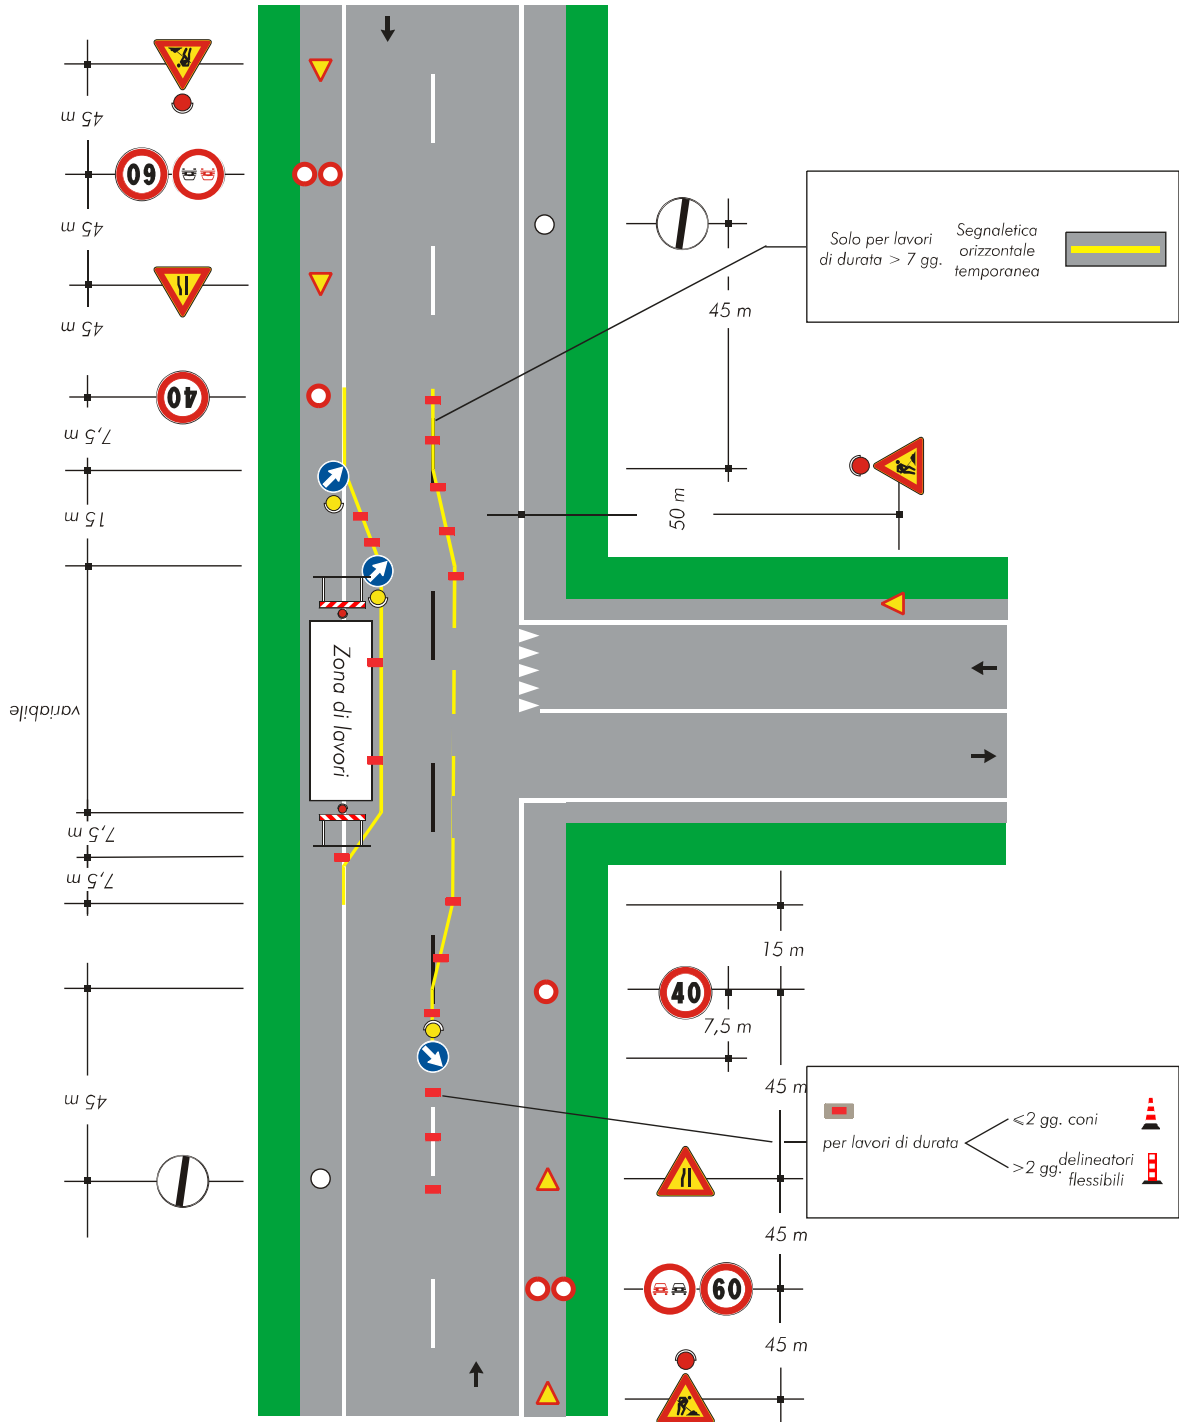 45 m
60
45 m
45 m
40
7,5 m
15 m
variabile
7,5 m
7,5 m
45 m
Zona di lavori
45 m
50 m
Solo per lavori
di durata > 7 gg.
Segnaletica
orizzontale
temporanea
15 m
40
7,5 m
45 m
per lavori di durata
≤2 gg. coni
>2 gg. delineatori
flessibili
45 m
60
45 m